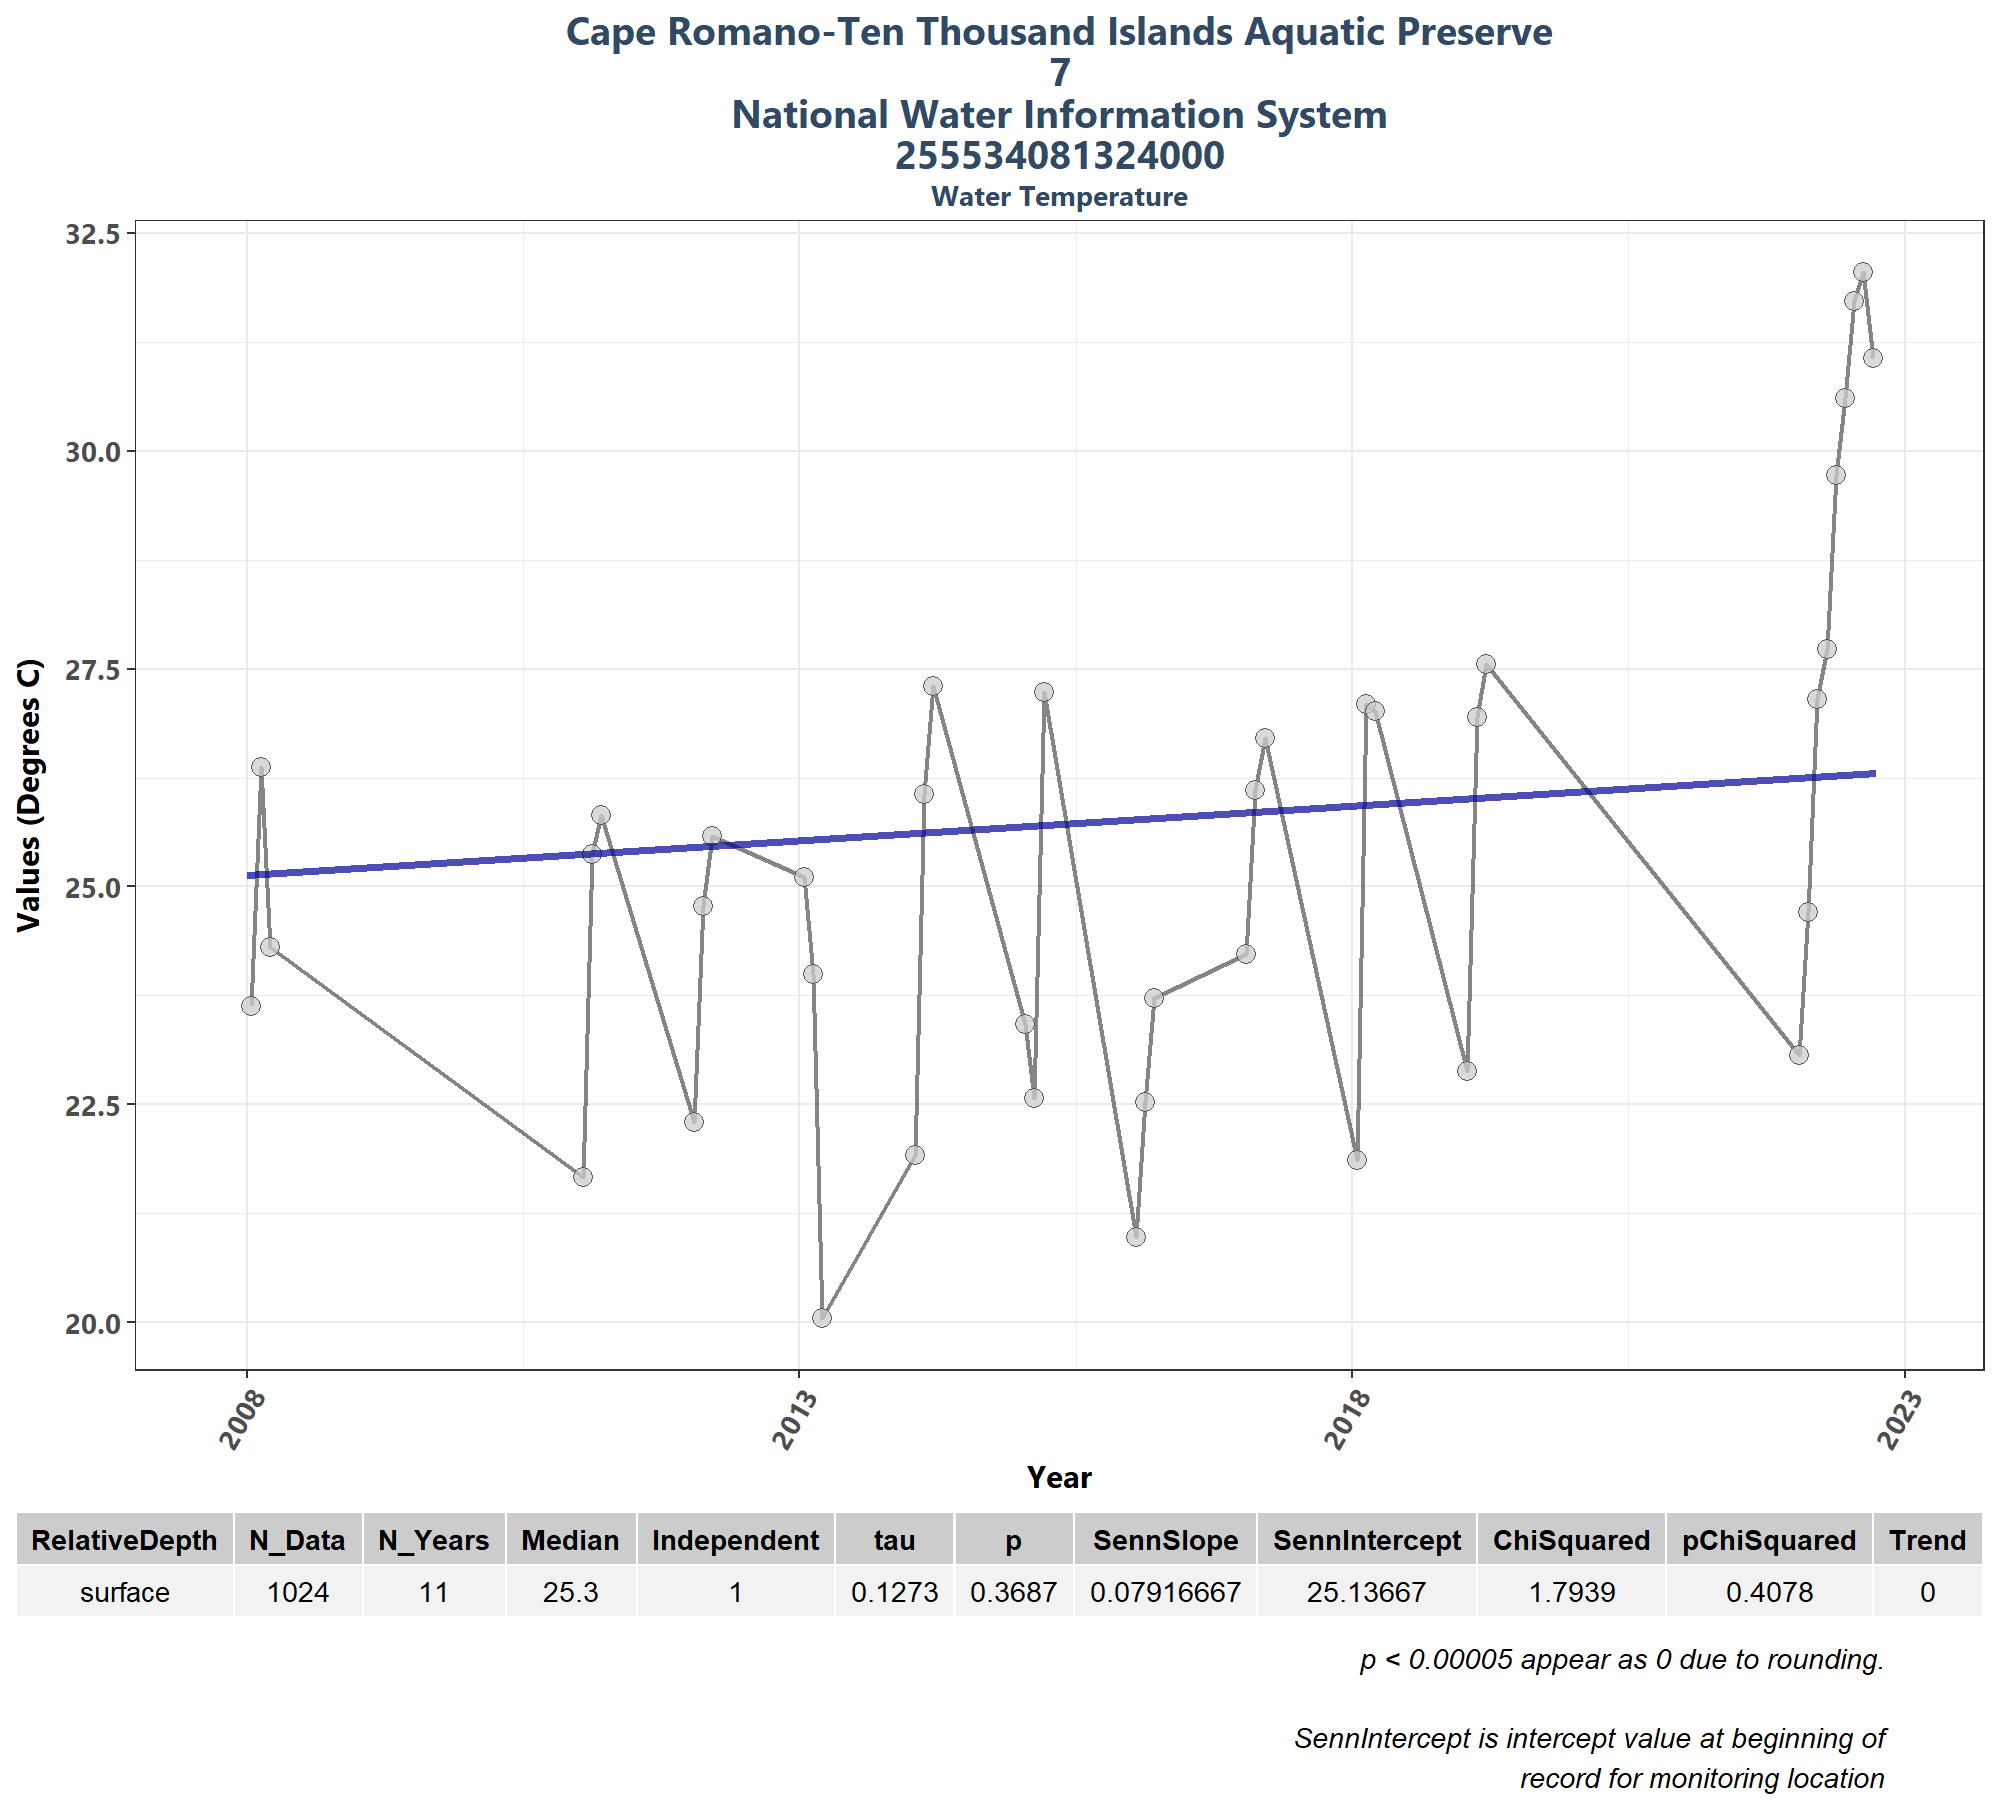 Cape Romano-Ten Thousand Islands Aquatic Preserve
7
National Water Information System
255534081324000
Water Temperature
Values (Degrees C)
32.5
30.0
27.5
25.0
22.5
20.0
2008
2013
2018
2023
Year
RelativeDepth N_Data N_Years Median Independent tau p SennSlope SennIntercept ChiSquared pChiSquared Trend
surface 1024 11 25.3 1 0.1273 0.3687 0.07916667 25.13667 1.7939 0.4078 0
p < 0.00005 appear as 0 due to rounding.
SennIntercept is intercept value at beginning of
record for monitoring location